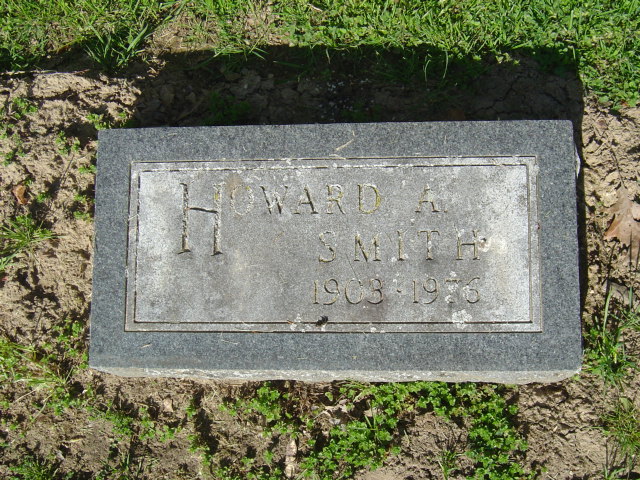 HOWARD A.
SMITH
1903 - 1976